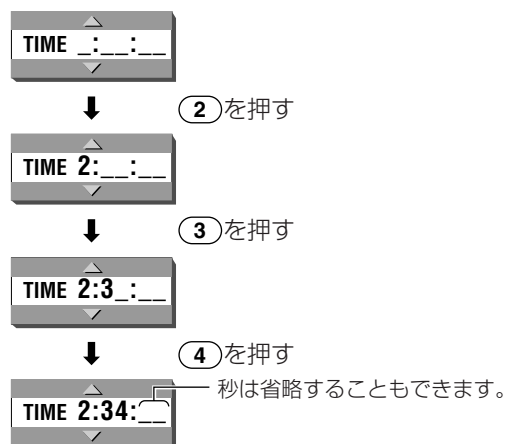 TIME _:__:__
2を押す
TIME 2:__:__
3を押す
TIME 2:3_:__
4を押す
秒は省略することもできます。
TIME 2:34:__